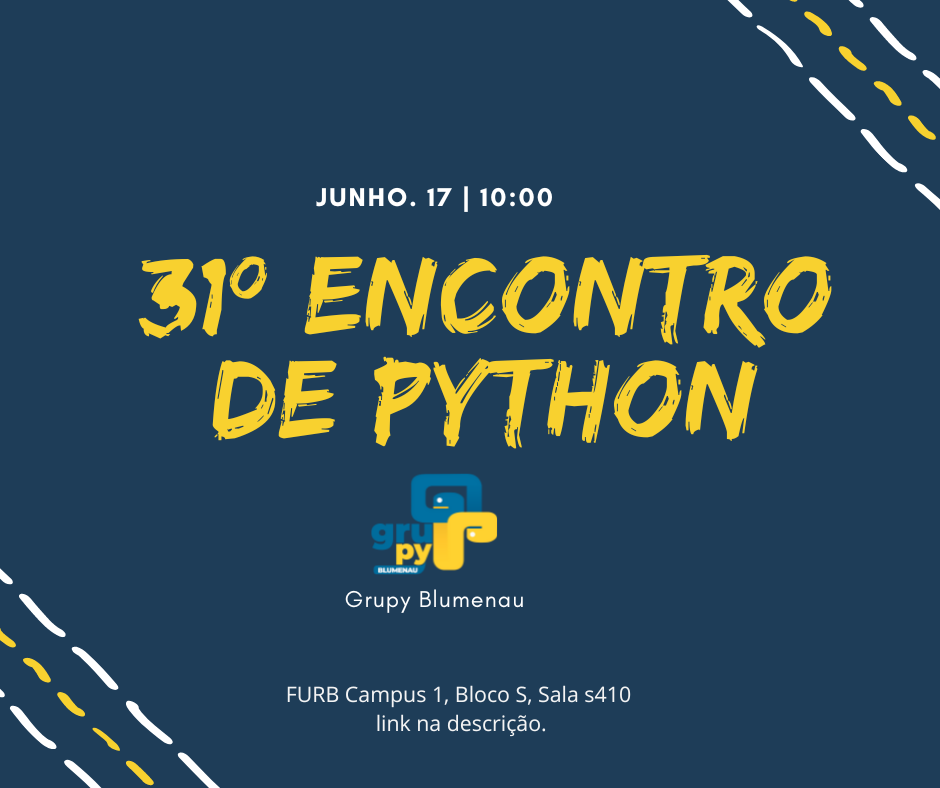 JUNHO. 17 | 10:00
31º ENCONTRO
DE PYTHON
gru
py
BLUMENAU
Grupy Blumenau
FURB Campus 1, Bloco S, Sala s410
link na descrição.